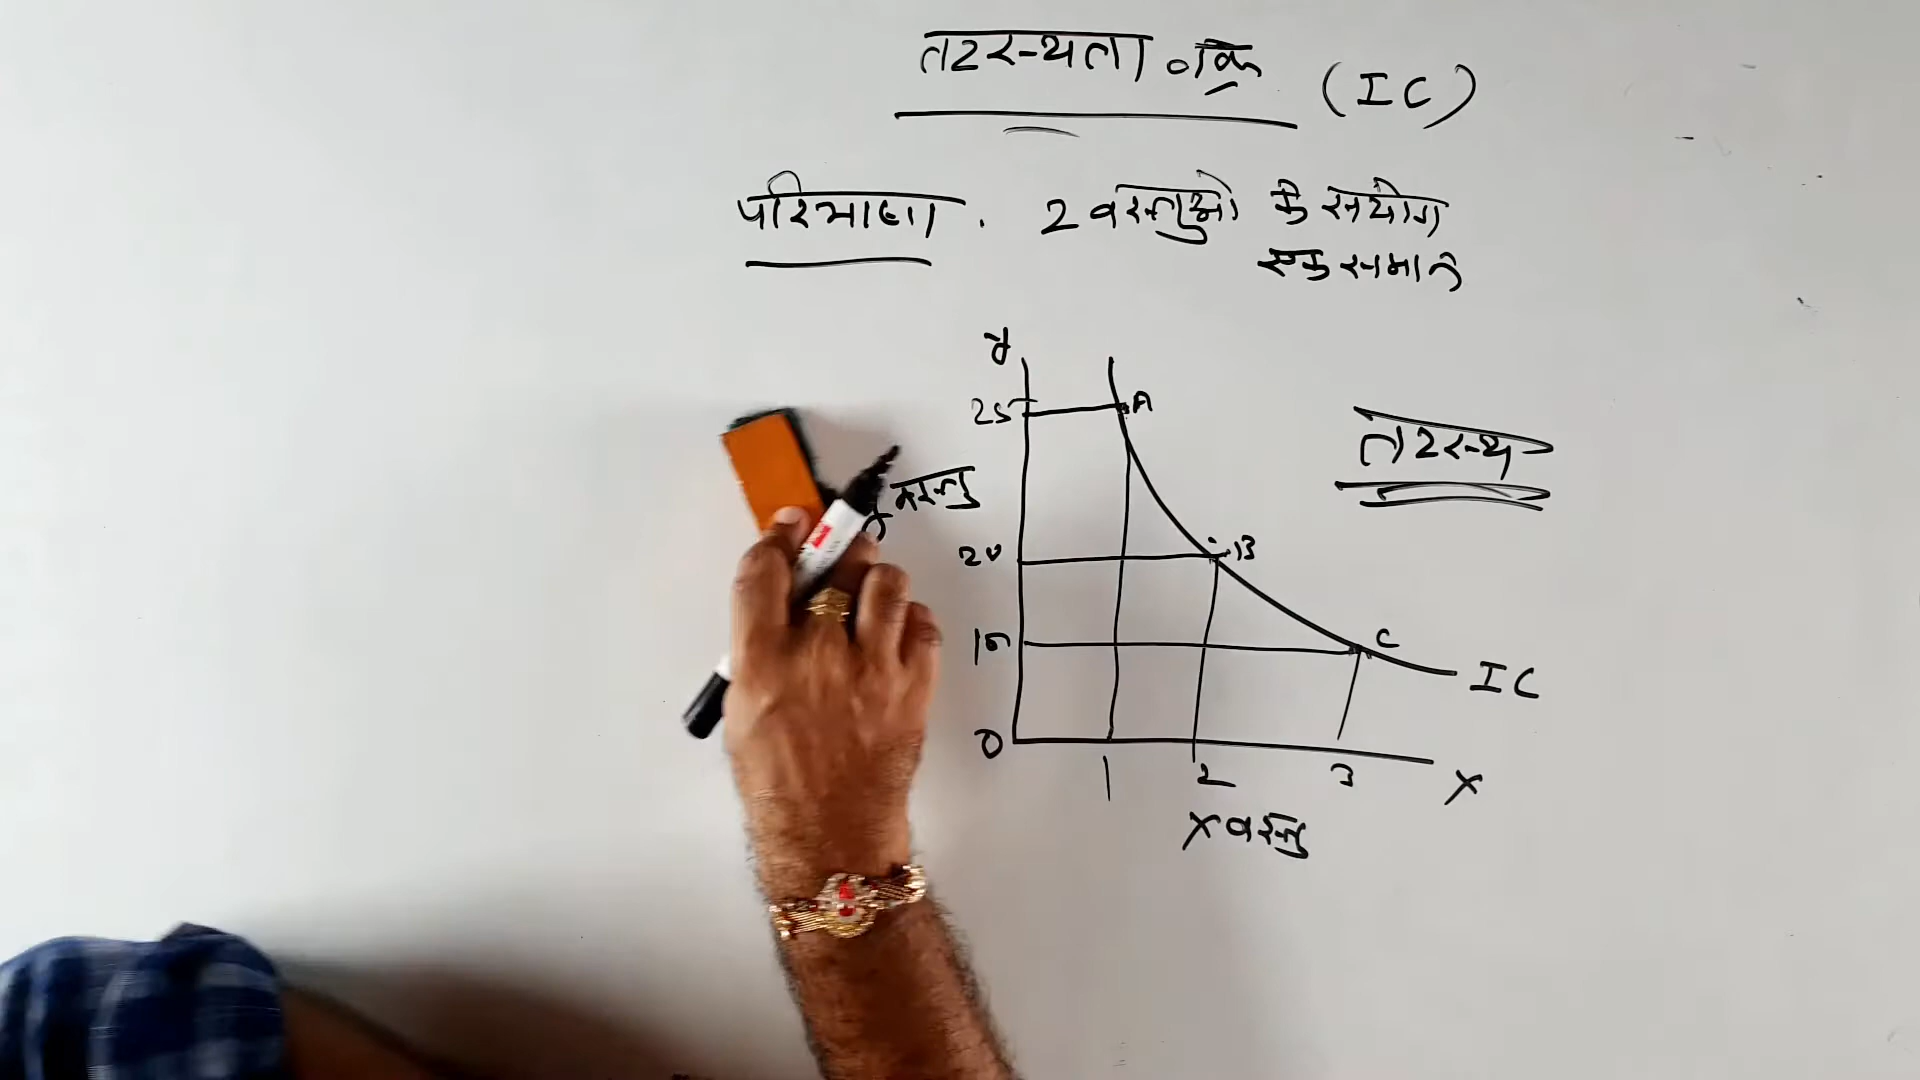 तटस्थता वक्र (IC)
परिभाषा . 2 वस्तुओ के सयोग
एक समान
y
25 A
तटस्थ
y वस्तु
20 B
15 C
IC
0
1 2 3 X
X वस्तु